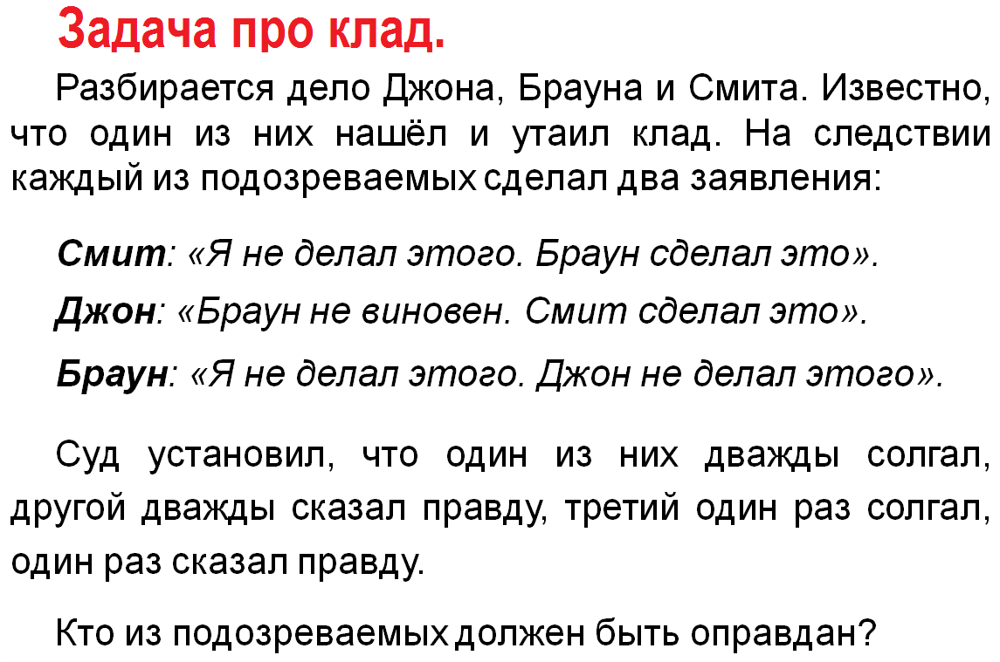 Задача про клад.
Разбирается дело Джона, Брауна и Смита. Известно,
что один из них нашёл и утаил клад. На следствии
каждый из подозреваемых сделал два заявления:
Смит: «Я не делал этого. Браун сделал это».
Джон: «Браун не виновен. Смит сделал это».
Браун: «Я не делал этого. Джон не делал этого».
Суд установил, что один из них дважды солгал,
другой дважды сказал правду, третий один раз солгал,
один раз сказал правду.
Кто из подозреваемых должен быть оправдан?